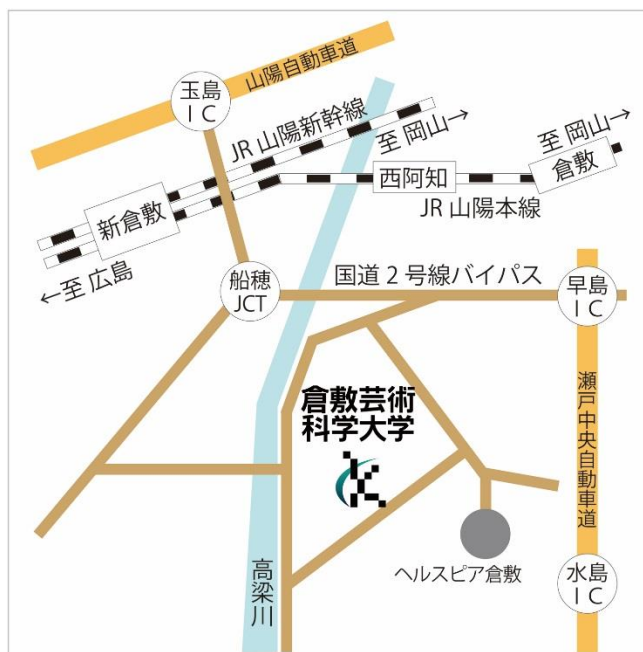 山陽自動車道
玉島
IC
JR 山陽新幹線
至 岡山→
至 岡山→
倉敷
西阿知
JR 山陽本線
新倉敷
←至 広島
船穂
JCT
国道 2 号線バイパス
早島
IC
倉敷芸術
科学大学
瀬戸中央自動車道
高梁川
ヘルスピア倉敷
水島
IC